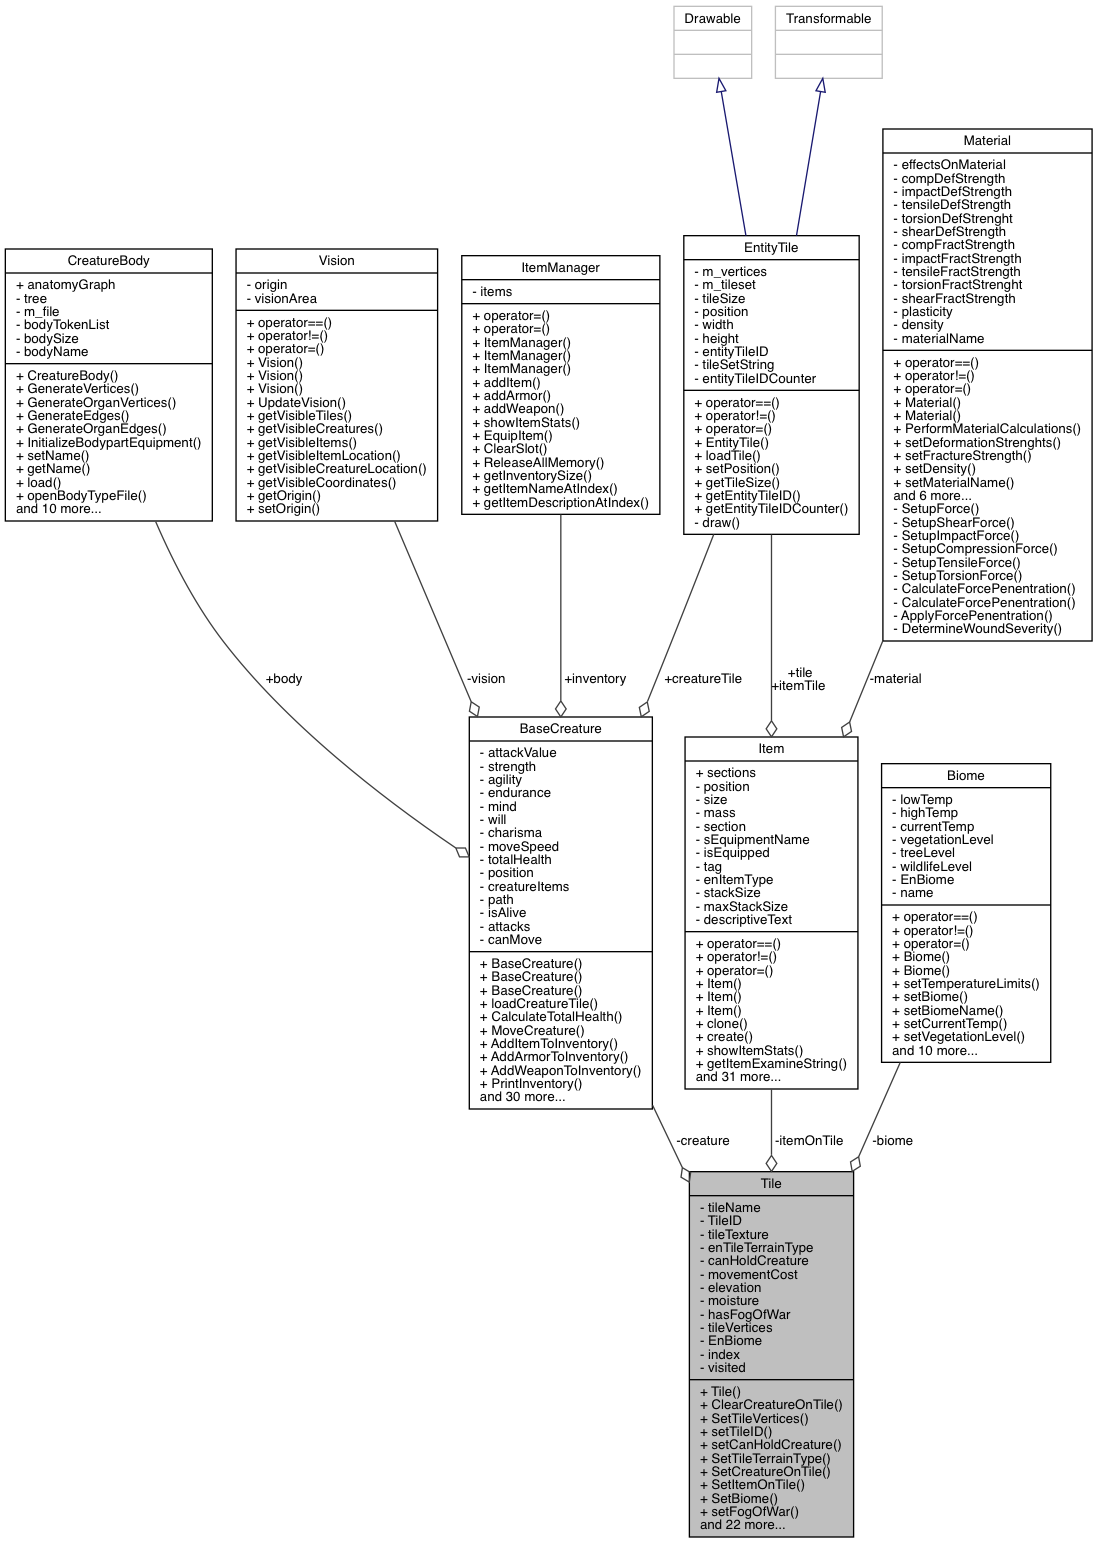 Drawable
Transformable
Material
- effectsOnMaterial
- compDefStrength
- impactDefStrength
- tensileDefStrength
- torsionDefStrenght
- shearDefStrength
- compFractStrength
- impactFractStrength
- tensileFractStrength
- torsionFractStrenght
- shearFractStrength
- plasticity
- density
- materialName
+ operator==()
+ operator!=()
+ operator=()
+ Material()
+ Material()
+ PerformMaterialCalculations()
+ setDeformationStrenghts()
+ setFractureStrength()
+ setDensity()
+ setMaterialName()
and 6 more...
- SetupForce()
- SetupShearForce()
- SetupImpactForce()
- SetupCompressionForce()
- SetupTensileForce()
- SetupTorsionForce()
- CalculateForcePenentration()
- CalculateForcePenentration()
- ApplyForcePenentration()
- DetermineWoundSeverity()
CreatureBody
+ anatomyGraph
- tree
- m_file
- bodyTokenList
- bodySize
- bodyName
+ CreatureBody()
+ GenerateVertices()
+ GenerateOrganVertices()
+ GenerateEdges()
+ GenerateOrganEdges()
+ InitializeBodypartEquipment()
+ setName()
+ getName()
+ load()
+ openBodyTypeFile()
and 10 more...
Vision
- origin
- visionArea
+ operator==()
+ operator!=()
+ operator=()
+ Vision()
+ Vision()
+ Vision()
+ UpdateVision()
+ getVisibleTiles()
+ getVisibleCreatures()
+ getVisibleItems()
+ getVisibleItemLocation()
+ getVisibleCreatureLocation()
+ getVisibleCoordinates()
+ getOrigin()
+ setOrigin()
ItemManager
- items
+ operator=()
+ operator=()
+ ItemManager()
+ ItemManager()
+ ItemManager()
+ addItem()
+ addArmor()
+ addWeapon()
+ showItemStats()
+ EquipItem()
+ ClearSlot()
+ ReleaseAllMemory()
+ getInventorySize()
+ getItemNameAtIndex()
+ getItemDescriptionAtIndex()
EntityTile
- m_vertices
- m_tileset
- tileSize
- position
- width
- height
- entityTileID
- tileSetString
- entityTileIDCounter
+ operator==()
+ operator!=()
+ operator=()
+ EntityTile()
+ loadTile()
+ setPosition()
+ getTileSize()
+ getEntityTileID()
+ getEntityTileIDCounter()
- draw()
+body
-vision
+inventory
+creatureTile
+tile
+itemTile
-material
BaseCreature
- attackValue
- strength
- agility
- endurance
- mind
- will
- charisma
- moveSpeed
- totalHealth
- position
- creatureItems
- path
- isAlive
- attacks
- canMove
+ BaseCreature()
+ BaseCreature()
+ BaseCreature()
+ loadCreatureTile()
+ CalculateTotalHealth()
+ MoveCreature()
+ AddItemToInventory()
+ AddArmorToInventory()
+ AddWeaponToInventory()
+ PrintInventory()
and 30 more...
Item
+ sections
- position
- size
- mass
- section
- sEquipmentName
- isEquipped
- tag
- enItemType
- stackSize
- maxStackSize
- descriptiveText
+ operator==()
+ operator!=()
+ operator=()
+ Item()
+ Item()
+ Item()
+ clone()
+ create()
+ showItemStats()
+ getItemExamineString()
and 31 more...
Biome
- lowTemp
- highTemp
- currentTemp
- vegetationLevel
- treeLevel
- wildlifeLevel
- EnBiome
- name
+ operator==()
+ operator!=()
+ operator=()
+ Biome()
+ Biome()
+ setTemperatureLimits()
+ setBiome()
+ setBiomeName()
+ setCurrentTemp()
+ setVegetationLevel()
and 10 more...
-creature
-itemOnTile
-biome
Tile
- tileName
- TileID
- tileTexture
- enTileTerrainType
- canHoldCreature
- movementCost
- elevation
- moisture
- hasFogOfWar
- tileVertices
- EnBiome
- index
- visited
+ Tile()
+ ClearCreatureOnTile()
+ SetTileVertices()
+ setTileID()
+ setCanHoldCreature()
+ SetTileTerrainType()
+ SetCreatureOnTile()
+ SetItemOnTile()
+ SetBiome()
+ setFogOfWar()
and 22 more...